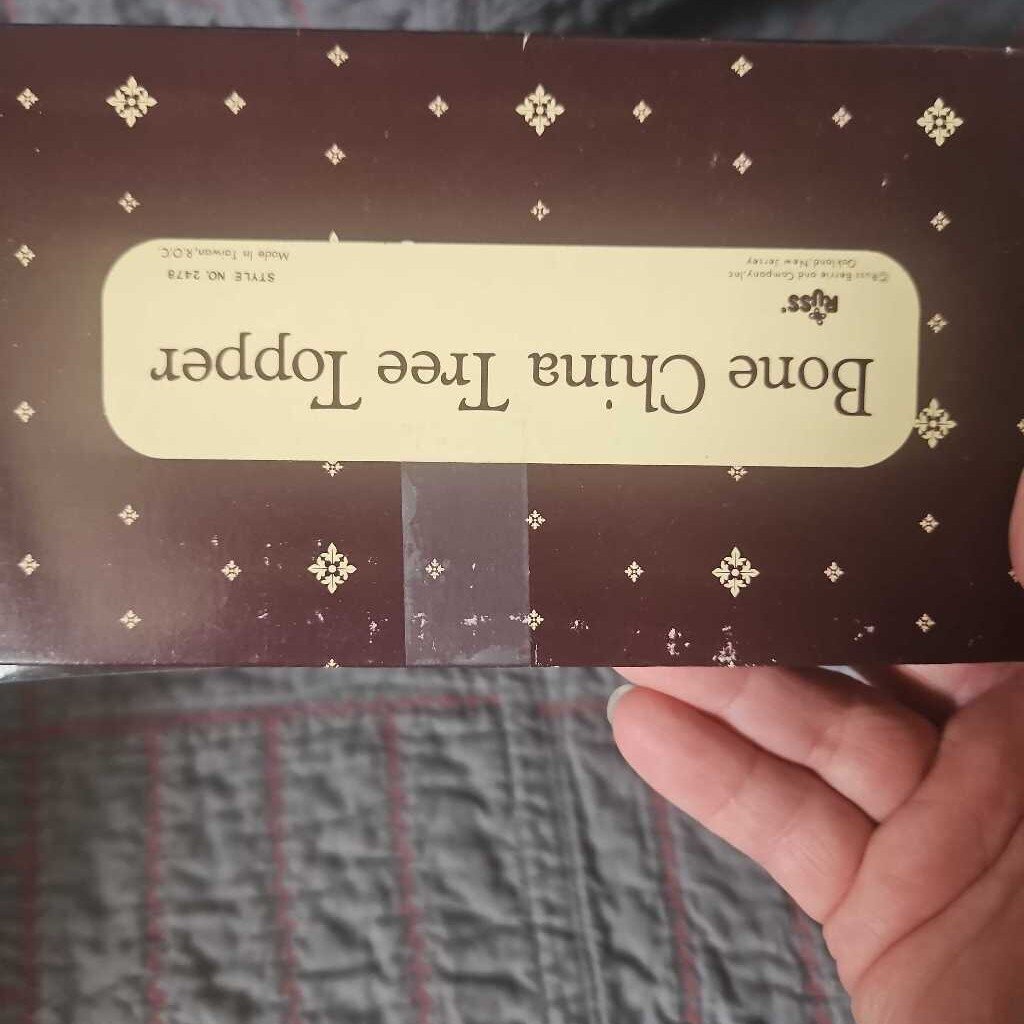 Bone China Tree Topper
Russ®
©Russ Berrie and Company,Inc.
Oakland,New Jersey
STYLE NO. 2478
Made in Taiwan,R.O.C.